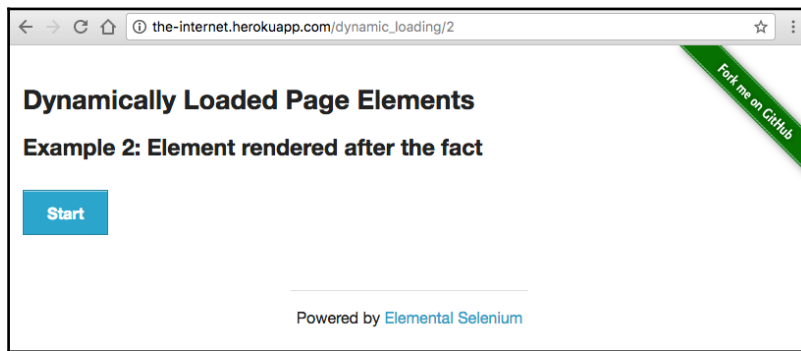 the-internet.herokuapp.com/dynamic_loading/2
Fork me on GitHub
Dynamically Loaded Page Elements
Example 2: Element rendered after the fact
Start
Powered by Elemental Selenium